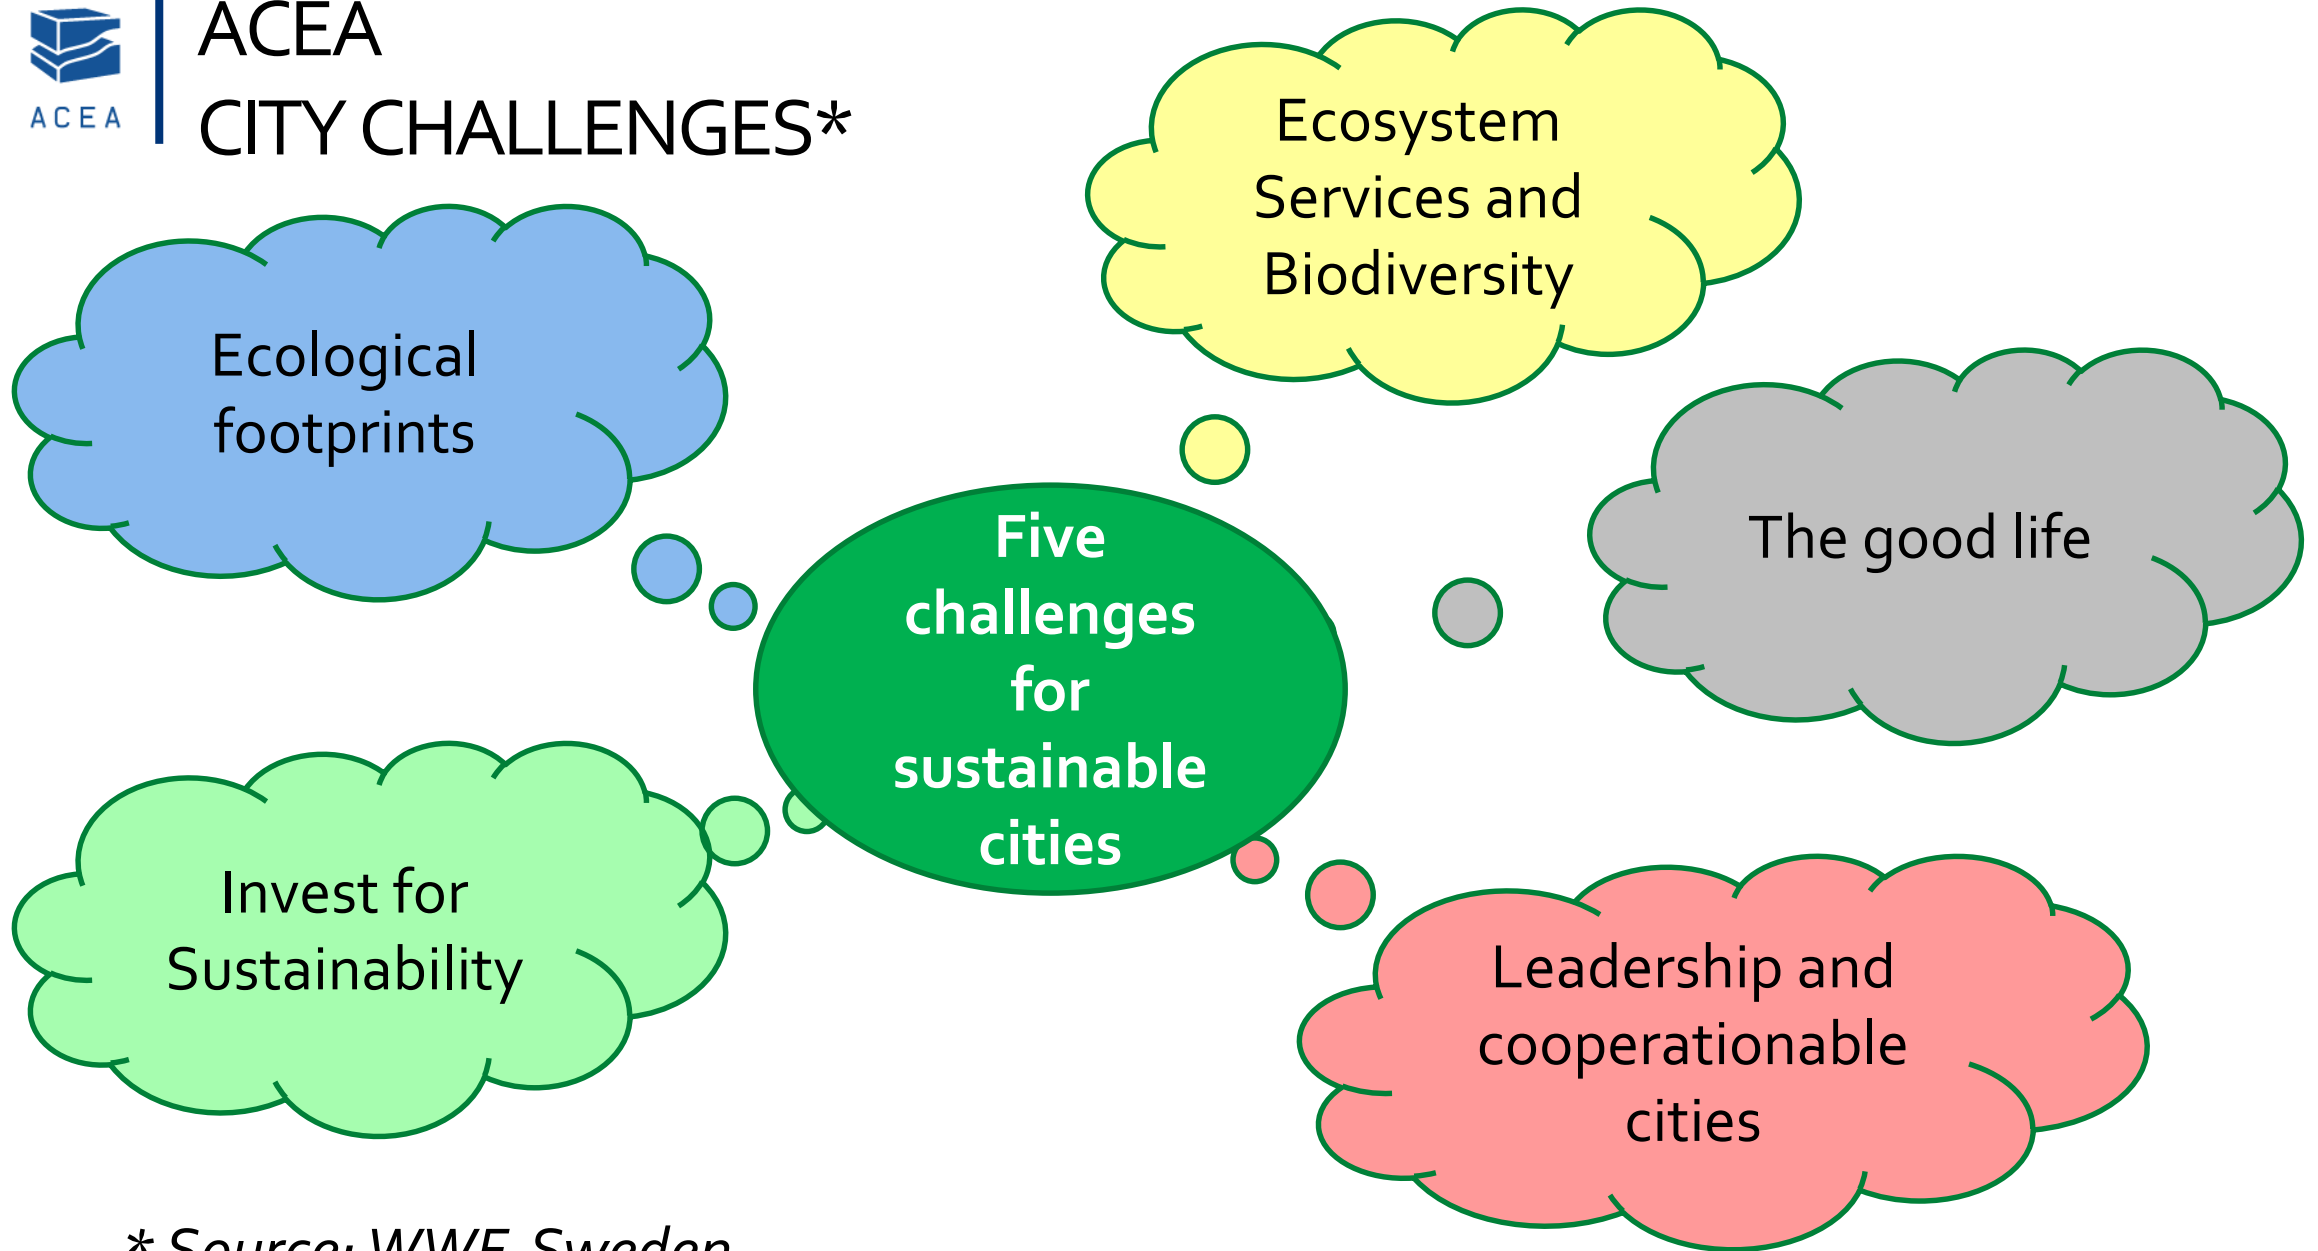 ACEA
ACEA
CITY CHALLENGES*
Ecosystem
Services and
Biodiversity
Ecological
footprints
The good life
Five
challenges
for
sustainable
cities
Invest for
Sustainability
Leadership and
cooperationable
cities
* Source: WWF, Sweden